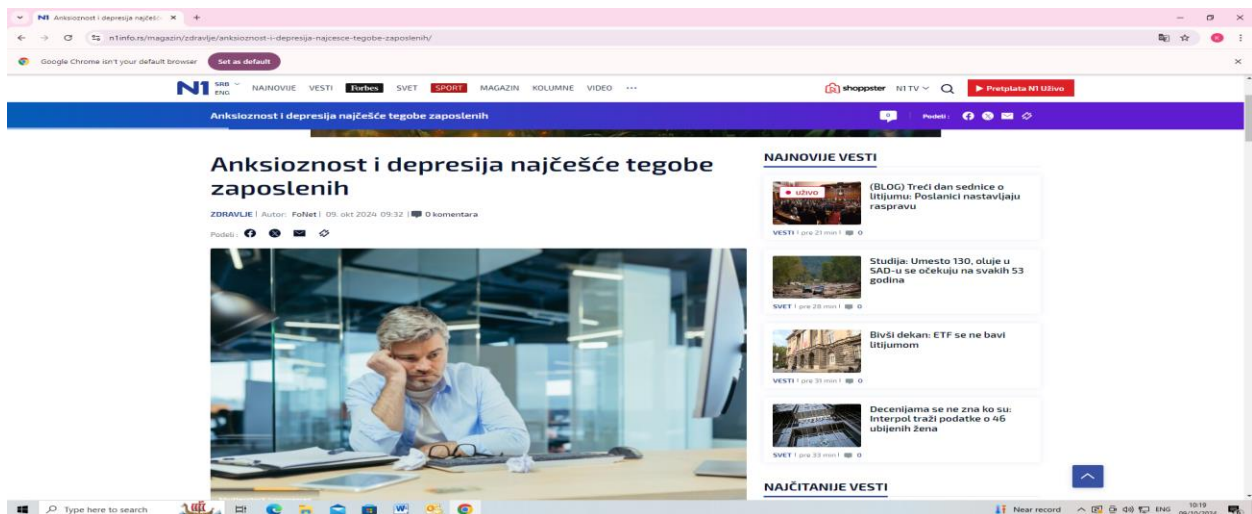 N1 Anksioznost i depresija najčešć
n1info.rs/magazin/zdravlje/anksioznost-i-depresija-najcesce-tegobe-zaposlenih/
Google Chrome isn't your default browser Set as default
N1 SRB ENG NAJNOVIJE VESTI Forbes SVET SPORT MAGAZIN KOLUMNE VIDEO ••• shoppster N1 TV Pretplata N1 Uživo
Anksioznost i depresija najčešće tegobe zaposlenih 0 Podeli:
Anksioznost i depresija najčešće tegobe
zaposlenih
ZDRAVLJE | Autor: FoNet | 09. okt 2024 09:32 | 0 komentara
Podeli:
NAJNOVIJE VESTI
uživo
(BLOG) Treći dan sednice o
litijumu: Poslanici nastavljaju
raspravu
VESTI | pre 21 min | 0
Studija: Umesto 130, oluje u
SAD-u se očekuju na svakih 53
godina
SVET | pre 28 min | 0
Bivši dekan: ETF se ne bavi
litijumom
VESTI | pre 31 min | 0
Decenijama se ne zna ko su:
Interpol traži podatke o 46
ubijenih žena
SVET | pre 33 min | 0
NAJČITANIJE VESTI
Type here to search Near record ENG 10:19
09/10/2024